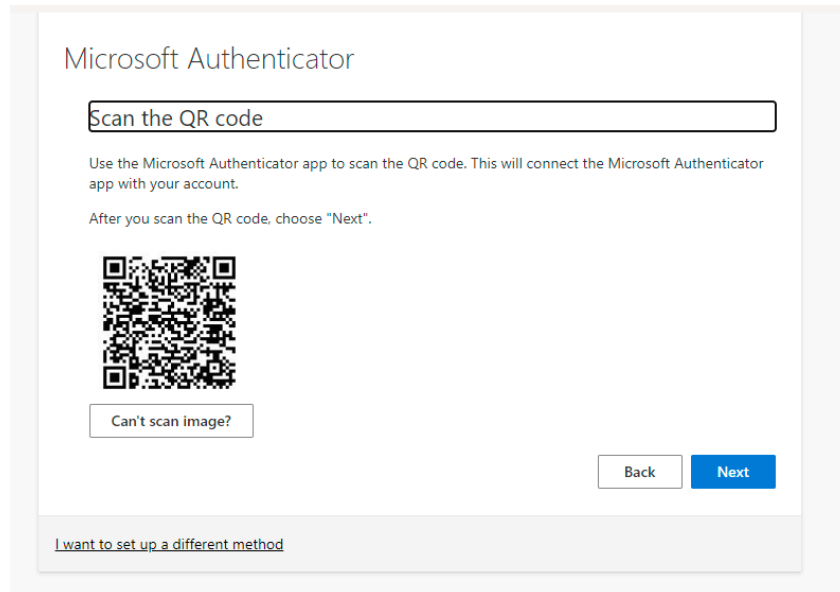 Microsoft Authenticator
Scan the QR code
Use the Microsoft Authenticator app to scan the QR code. This will connect the Microsoft Authenticator
app with your account.
After you scan the QR code, choose "Next".
Can't scan image?
Back
Next
I want to set up a different method